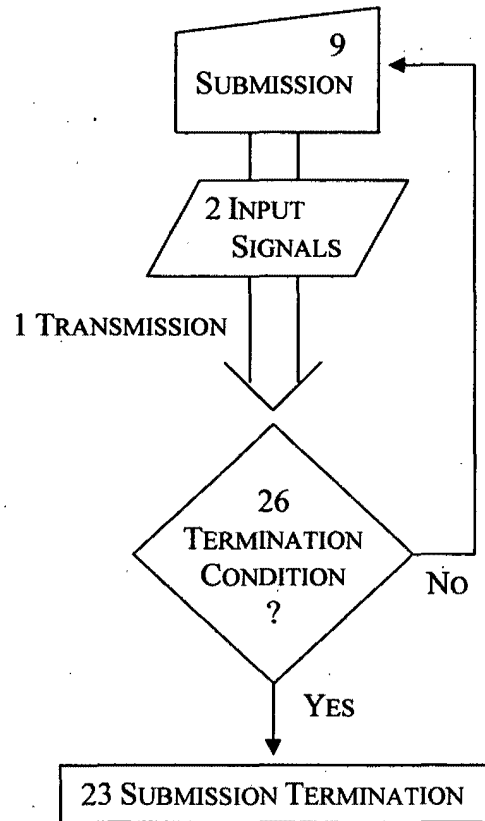 9
SUBMISSION
2 INPUT
SIGNALS
1 TRANSMISSION
26
TERMINATION
CONDITION
?
NO
YES
23 SUBMISSION TERMINATION